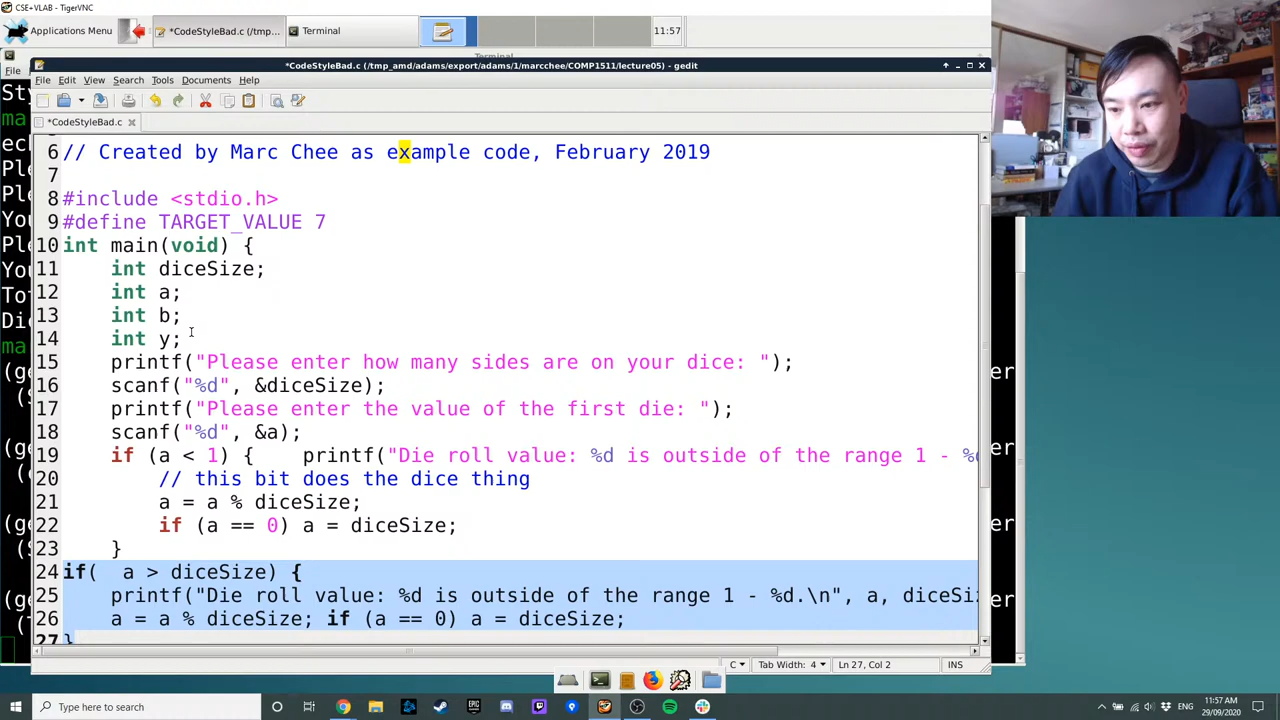 CSE+VLAB - TigerVNC
Applications Menu
*CodeStyleBad.c (/tmp...
Terminal
11:57
Terminal
*CodeStyleBad.c (/tmp_amd/adams/export/adams/1/marcchee/COMP1511/lecture05) - gedit
File
File Edit View Search Tools Documents Help
*CodeStyleBad.c
6 // Created by Marc Chee as example code, February 2019
7
8 #include <stdio.h>
9 #define TARGET_VALUE 7
10 int main(void) {
11 int diceSize;
12 int a;
13 int b;
14 int y;
15 printf("Please enter how many sides are on your dice: ");
16 scanf("%d", &diceSize);
17 printf("Please enter the value of the first die: ");
18 scanf("%d", &a);
19 if (a < 1) { printf("Die roll value: %d is outside of the range 1 - %d
20 // this bit does the dice thing
21 a = a % diceSize;
22 if (a == 0) a = diceSize;
23 }
24 if( a > diceSize) {
25 printf("Die roll value: %d is outside of the range 1 - %d.\n", a, diceSi
26 a = a % diceSize; if (a == 0) a = diceSize;
27 }
C
Tab Width: 4
Ln 27, Col 2
INS
Type here to search
EPIC
ENG
11:57 AM
29/09/2020